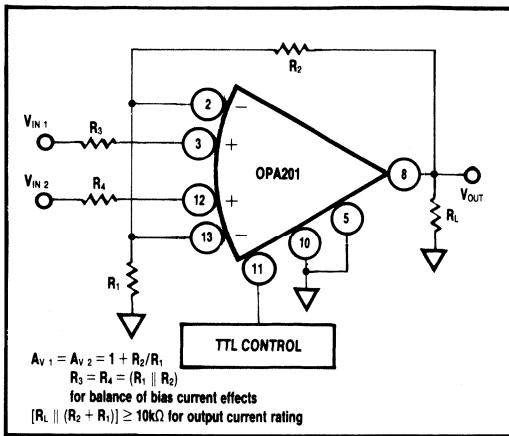 R2
2
−
VIN 1
R3
3
+
OPA201
8
VIN 2
R4
12
+
5
VOUT
13
−
10
RL
11
R1
TTL CONTROL
AV 1 = AV 2 = 1 + R2/R1
R3 = R4 = (R1 ∥ R2)
for balance of bias current effects
[RL ∥ (R2 + R1)] ≥ 10kΩ for output current rating